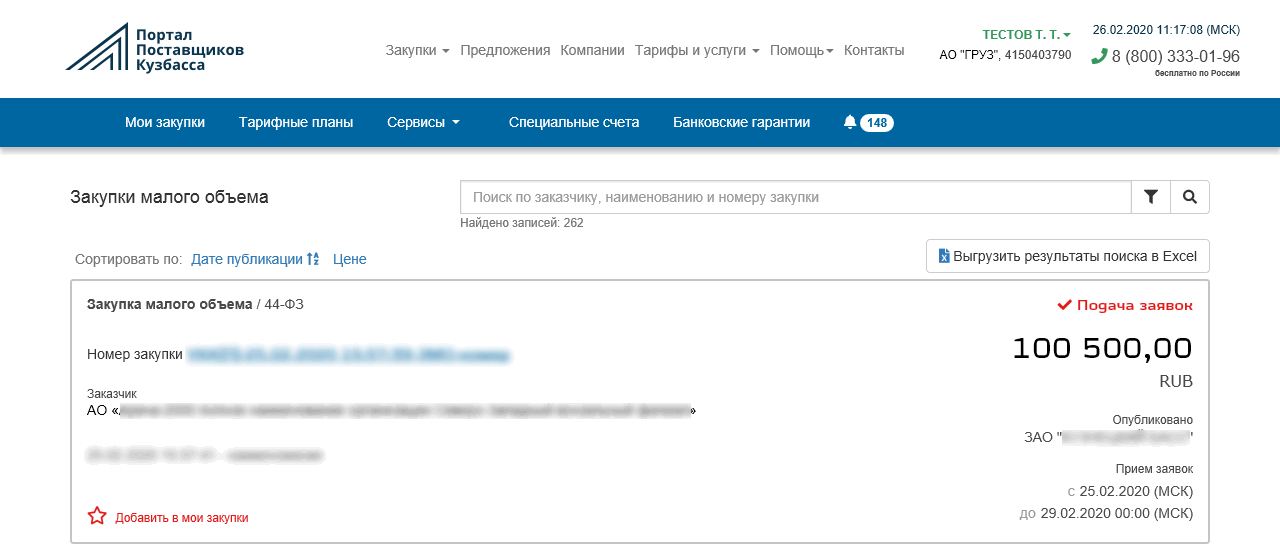 Портал
Поставщиков
Кузбасса
Закупки Предложения Компании Тарифы и услуги Помощь Контакты
ТЕСТОВ Т. Т.
АО "ГРУЗ", 4150403790
26.02.2020 11:17:08 (МСК)
8 (800) 333-01-96
бесплатно по России
Мои закупки Тарифные планы Сервисы Специальные счета Банковские гарантии 148
Закупки малого объема
Поиск по заказчику, наименованию и номеру закупки
Найдено записей: 262
Сортировать по: Дате публикации Цене
Выгрузить результаты поиска в Excel
Закупка малого объема / 44-ФЗ
Подача заявок
Номер закупки
100 500,00
RUB
Заказчик
АО « »
Опубликовано
ЗАО " "
Прием заявок
с 25.02.2020 (МСК)
до 29.02.2020 00:00 (МСК)
Добавить в мои закупки